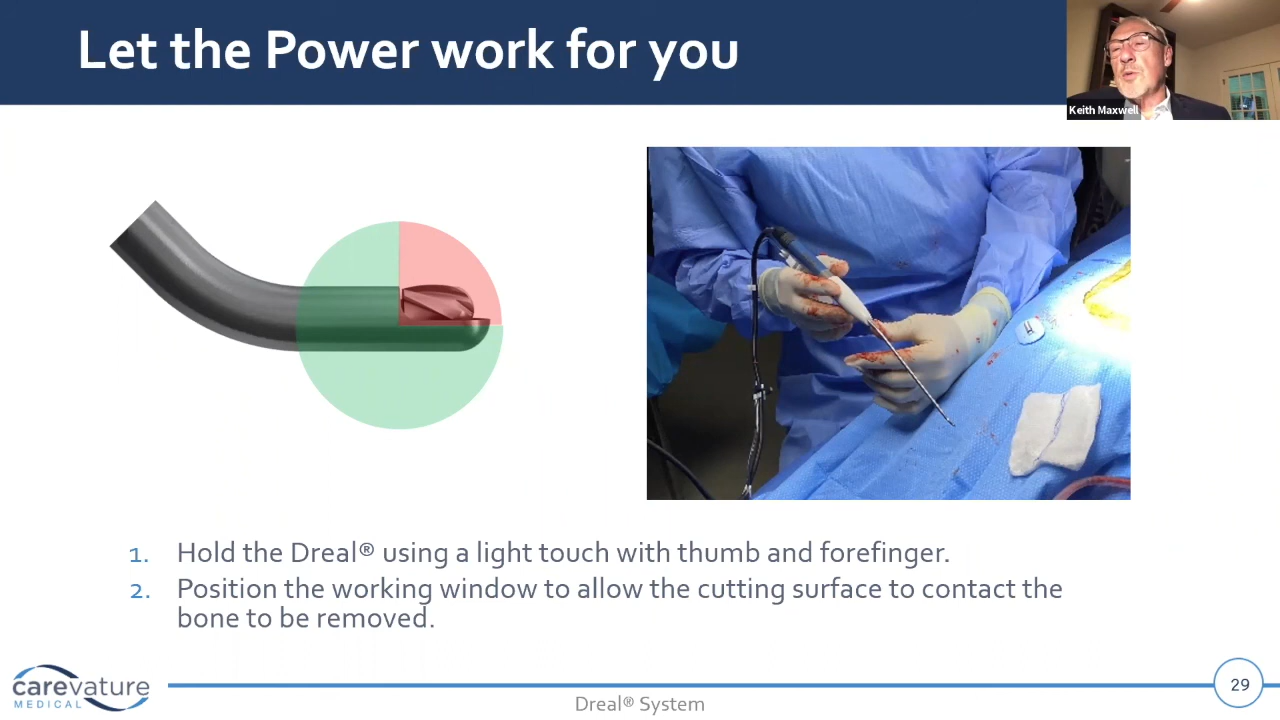 Let the Power work for you
Keith Maxwell
1. Hold the Dreal® using a light touch with thumb and forefinger.
2. Position the working window to allow the cutting surface to contact the
bone to be removed.
carevature
MEDICAL
Dreal® System
29